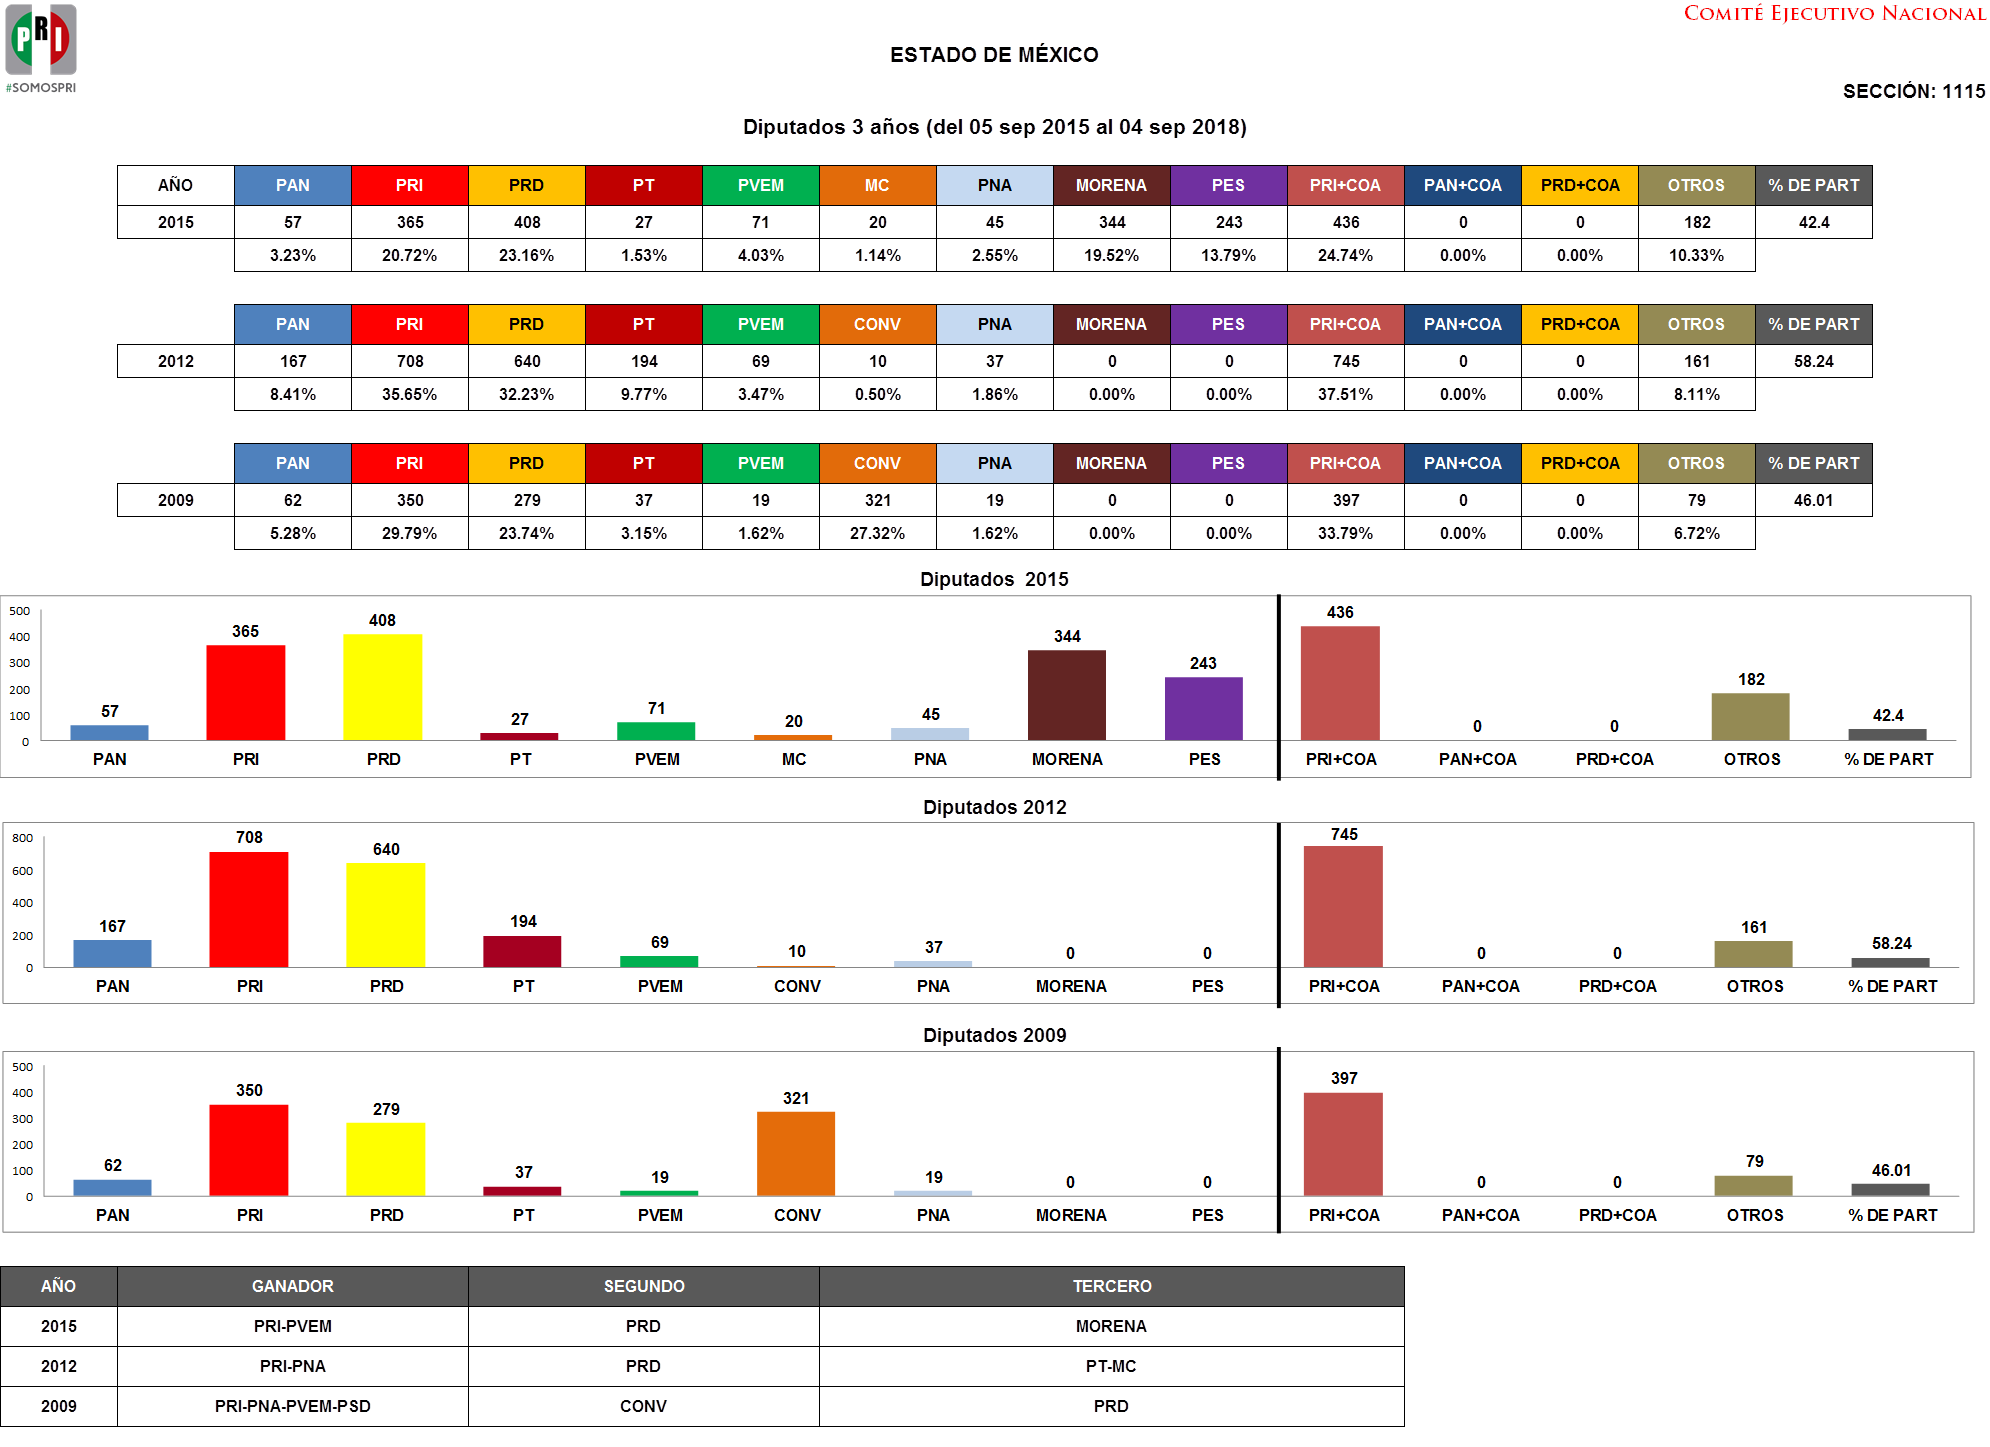 PRI
#SOMOSPRI
COMITÉ EJECUTIVO NACIONAL
ESTADO DE MÉXICO
SECCIÓN: 1115
Diputados 3 años (del 05 sep 2015 al 04 sep 2018)
AÑO PAN PRI PRD PT PVEM MC PNA MORENA PES PRI+COA PAN+COA PRD+COA OTROS % DE PART
2015 57 365 408 27 71 20 45 344 243 436 0 0 182 42.4
3.23% 20.72% 23.16% 1.53% 4.03% 1.14% 2.55% 19.52% 13.79% 24.74% 0.00% 0.00% 10.33%
PAN PRI PRD PT PVEM CONV PNA MORENA PES PRI+COA PAN+COA PRD+COA OTROS % DE PART
2012 167 708 640 194 69 10 37 0 0 745 0 0 161 58.24
8.41% 35.65% 32.23% 9.77% 3.47% 0.50% 1.86% 0.00% 0.00% 37.51% 0.00% 0.00% 8.11%
PAN PRI PRD PT PVEM CONV PNA MORENA PES PRI+COA PAN+COA PRD+COA OTROS % DE PART
2009 62 350 279 37 19 321 19 0 0 397 0 0 79 46.01
5.28% 29.79% 23.74% 3.15% 1.62% 27.32% 1.62% 0.00% 0.00% 33.79% 0.00% 0.00% 6.72%
Diputados 2015
500
400
300
200
100
0
57 365 408 27 71 20 45 344 243 436 0 0 182 42.4
PAN PRI PRD PT PVEM MC PNA MORENA PES PRI+COA PAN+COA PRD+COA OTROS % DE PART
Diputados 2012
800
600
400
200
0
167 708 640 194 69 10 37 0 0 745 0 0 161 58.24
PAN PRI PRD PT PVEM CONV PNA MORENA PES PRI+COA PAN+COA PRD+COA OTROS % DE PART
Diputados 2009
500
400
300
200
100
0
62 350 279 37 19 321 19 0 0 397 0 0 79 46.01
PAN PRI PRD PT PVEM CONV PNA MORENA PES PRI+COA PAN+COA PRD+COA OTROS % DE PART
AÑO GANADOR SEGUNDO TERCERO
2015 PRI-PVEM PRD MORENA
2012 PRI-PNA PRD PT-MC
2009 PRI-PNA-PVEM-PSD CONV PRD